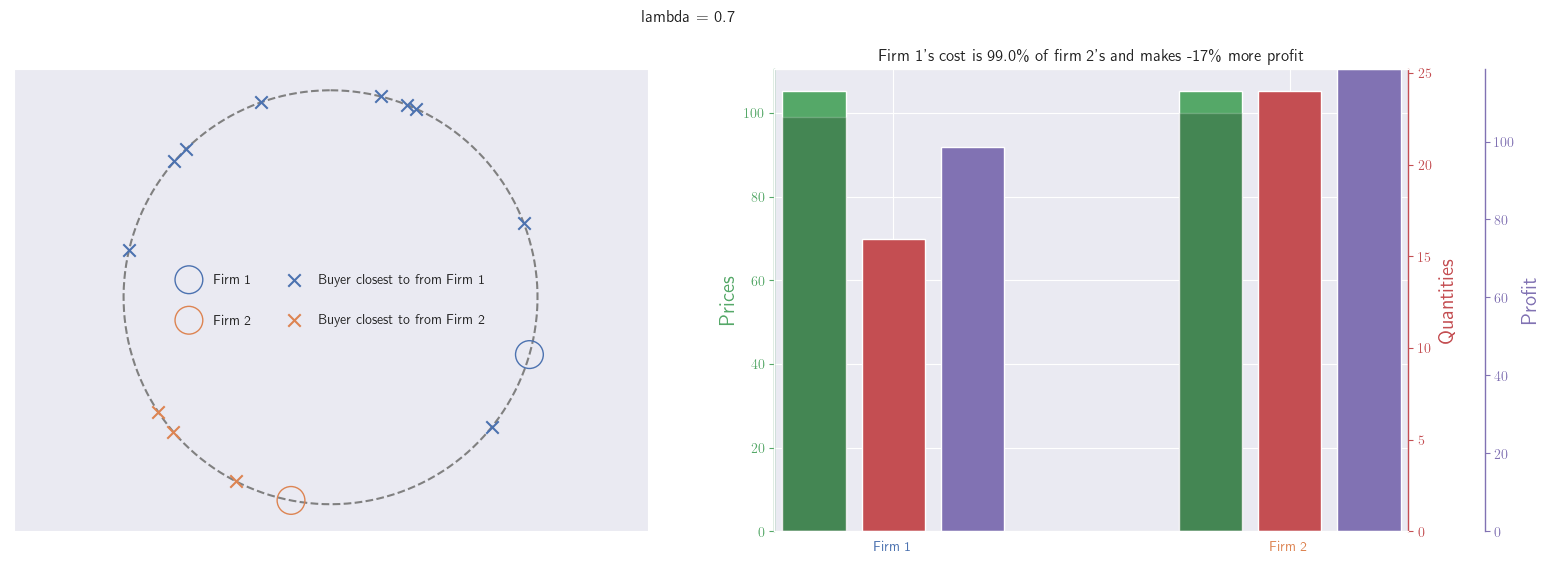 lambda = 0.7
Firm 1 Buyer closest to from Firm 1
Firm 2 Buyer closest to from Firm 2
Firm 1's cost is 99.0% of firm 2's and makes -17% more profit
Prices
100
80
60
40
20
0
Firm 1 Firm 2
Quantities
25
20
15
10
5
0
Profit
100
80
60
40
20
0